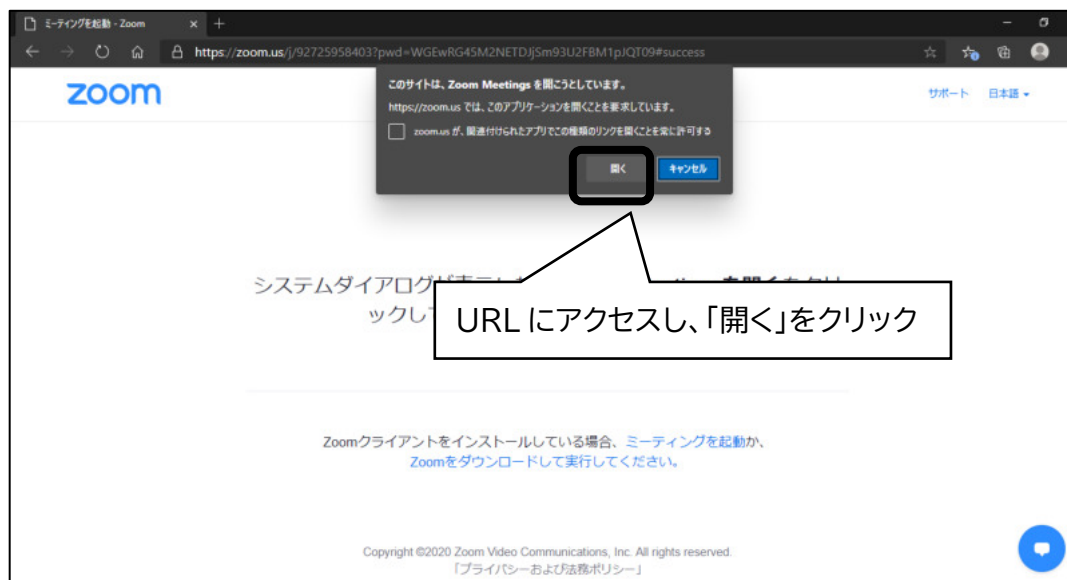 ミーティングを起動 - Zoom
https://zoom.us/j/92725958403?pwd=WGEwRG45M2NETDJjSm93U2FBM1pJQT09#success
このサイトは、Zoom Meetings を開こうとしています。
https://zoom.us では、このアプリケーションを開くことを要求しています。
zoom.us が、関連付けられたアプリでこの種類のリンクを開くことを常に許可する
開く キャンセル
zoom
サポート 日本語
システムダイアログが
ックして
URL にアクセスし、「開く」をクリック
Zoomクライアントをインストールしている場合、ミーティングを起動か、
Zoomをダウンロードして実行してください。
Copyright ©2020 Zoom Video Communications, Inc. All rights reserved.
「プライバシーおよび法務ポリシー」